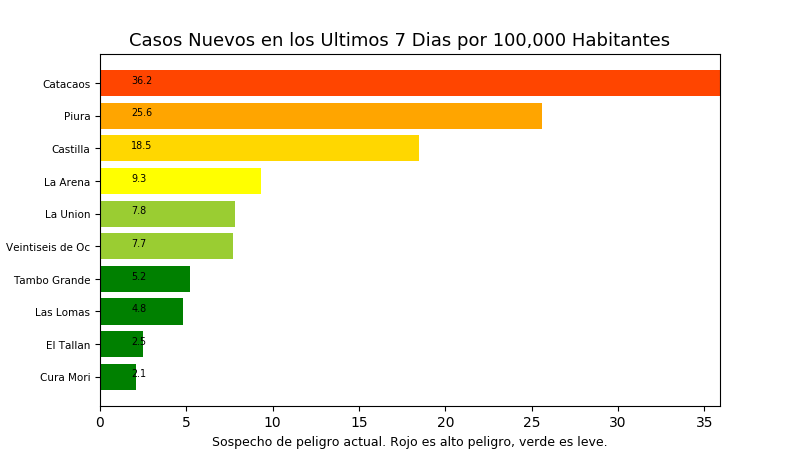 Casos Nuevos en los Ultimos 7 Dias por 100,000 Habitantes
Catacaos 36.2
Piura 25.6
Castilla 18.5
La Arena 9.3
La Union 7.8
Veintiseis de Oc 7.7
Tambo Grande 5.2
Las Lomas 4.8
El Tallan 2.5
Cura Mori 2.1
0 5 10 15 20 25 30 35
Sospecho de peligro actual. Rojo es alto peligro, verde es leve.